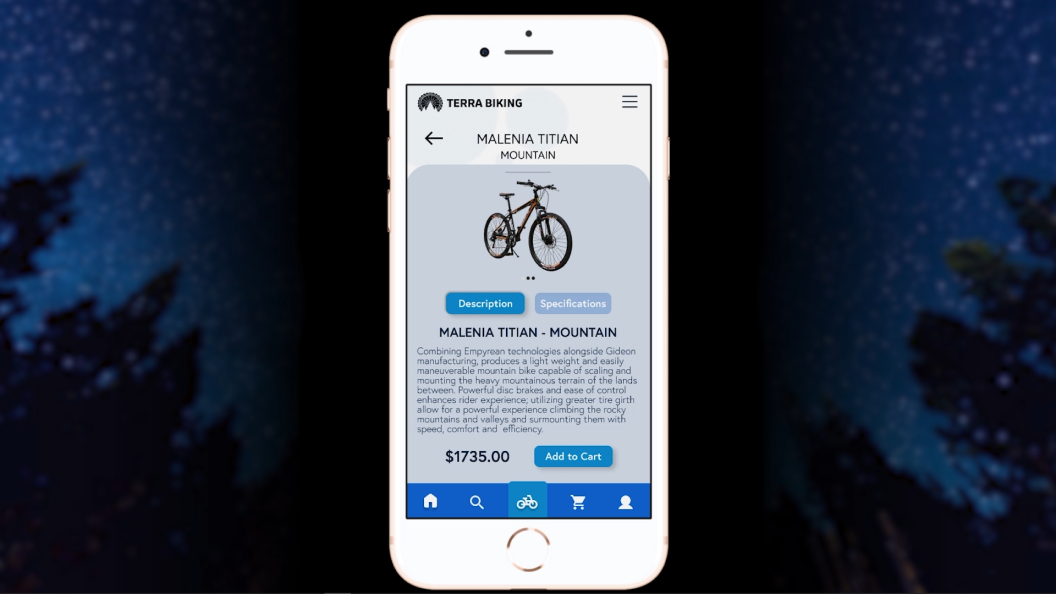 TERRA BIKING
MALENIA TITIAN
MOUNTAIN
Description
Specifications
MALENIA TITIAN - MOUNTAIN
Combining Empyrean technologies alongside Gideon
manufacturing, produces a light weight and easily
maneuverable mountain bike capable of scaling and
mounting the heavy mountainous terrain of the lands
between. Powerful disc brakes and ease of control
enhances rider experience; utilizing greater tire girth
allow for a powerful experience climbing the rocky
mountains and valleys and surmounting them with
speed, comfort and efficiency.
$1735.00
Add to Cart